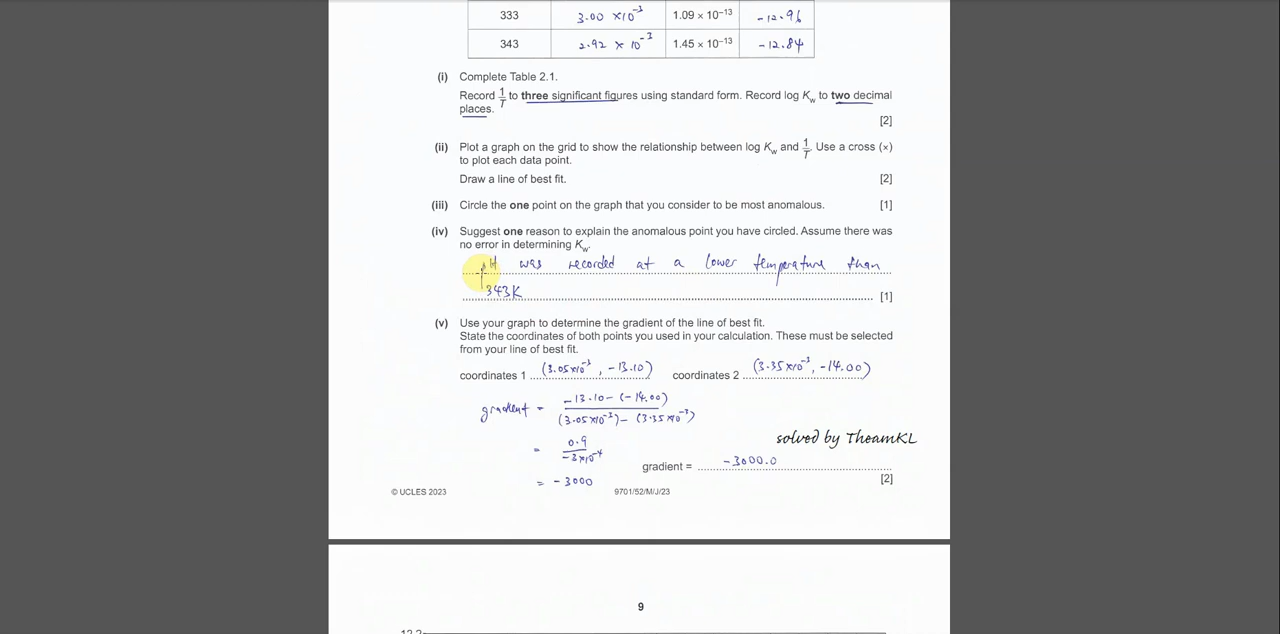 333 3.00 ×10⁻³ 1.09 × 10⁻¹³ -12.96
343 2.92 × 10⁻³ 1.45 × 10⁻¹³ -12.84
(i) Complete Table 2.1.
Record 1/T to three significant figures using standard form. Record log Kw to two decimal
places.
[2]
(ii) Plot a graph on the grid to show the relationship between log Kw and 1/T. Use a cross (×)
to plot each data point.
Draw a line of best fit. [2]
(iii) Circle the one point on the graph that you consider to be most anomalous. [1]
(iv) Suggest one reason to explain the anomalous point you have circled. Assume there was
no error in determining Kw.
pH was recorded at a lower temperature than
343K [1]
(v) Use your graph to determine the gradient of the line of best fit.
State the coordinates of both points you used in your calculation. These must be selected
from your line of best fit.
coordinates 1 (3.05×10⁻³, -13.10) coordinates 2 (3.35×10⁻³, -14.00)
gradient = -13.10-(-14.00) / (3.05×10⁻³) - (3.35×10⁻³)
= 0.9 / -3×10⁻⁴
solved by TheamKL
gradient = -3000.0
= -3000
[2]
© UCLES 2023 9701/52/M/J/23
9